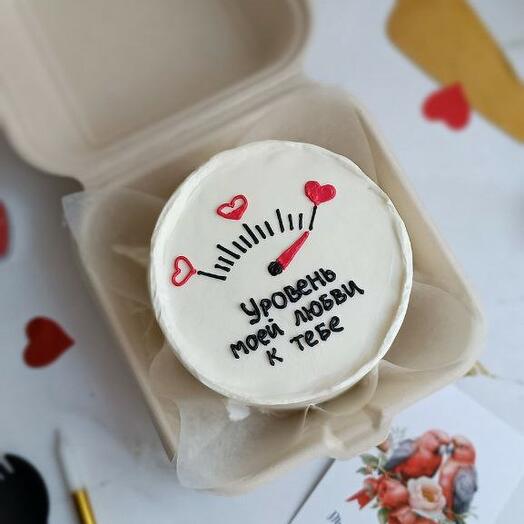 Уровень
моей любви
к тебе